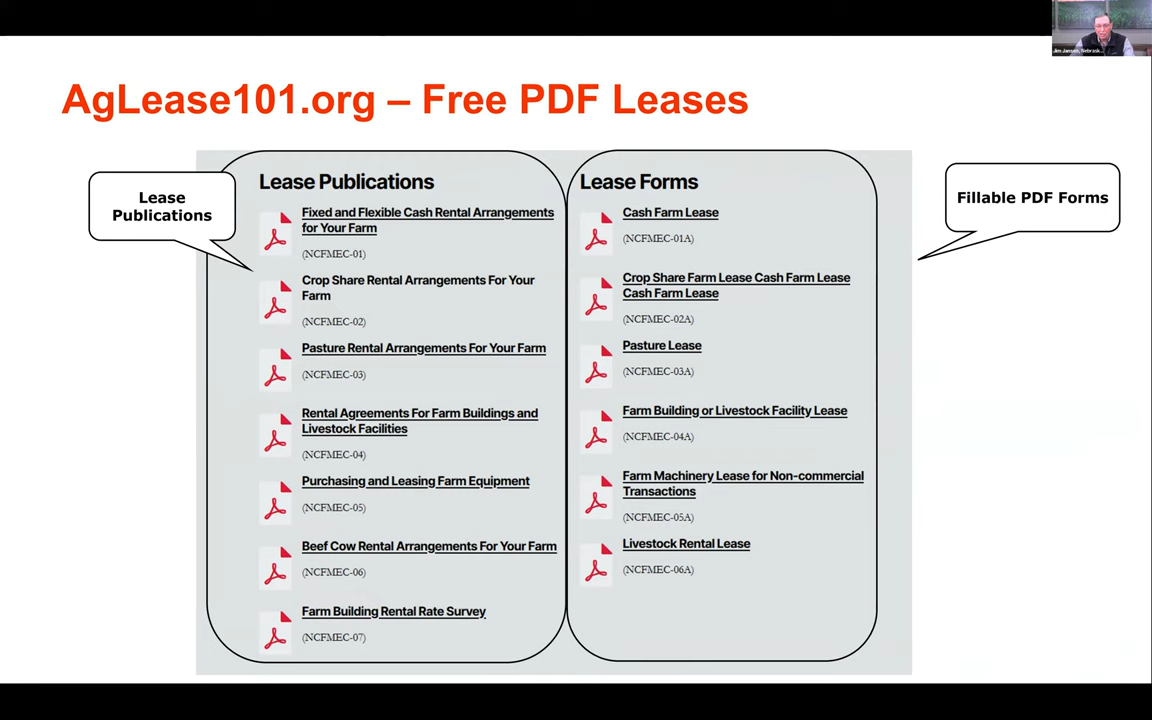 Jim Jansen, Nebrask...
AgLease101.org – Free PDF Leases
Lease
Publications
Lease Publications
Fixed and Flexible Cash Rental Arrangements
for Your Farm
(NCFMEC-01)
Crop Share Rental Arrangements For Your
Farm
(NCFMEC-02)
Pasture Rental Arrangements For Your Farm
(NCFMEC-03)
Rental Agreements For Farm Buildings and
Livestock Facilities
(NCFMEC-04)
Purchasing and Leasing Farm Equipment
(NCFMEC-05)
Beef Cow Rental Arrangements For Your Farm
(NCFMEC-06)
Farm Building Rental Rate Survey
(NCFMEC-07)
Lease Forms
Cash Farm Lease
(NCFMEC-01A)
Crop Share Farm Lease Cash Farm Lease
Cash Farm Lease
(NCFMEC-02A)
Pasture Lease
(NCFMEC-03A)
Farm Building or Livestock Facility Lease
(NCFMEC-04A)
Farm Machinery Lease for Non-commercial
Transactions
(NCFMEC-05A)
Livestock Rental Lease
(NCFMEC-06A)
Fillable PDF Forms